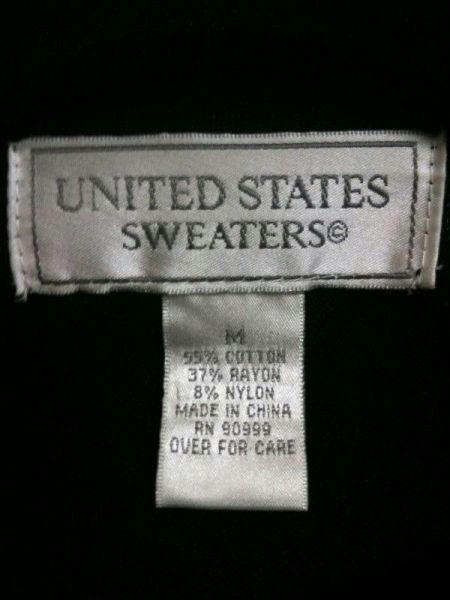 UNITED STATES
SWEATERS©
M
55% COTTON
37% RAYON
8% NYLON
MADE IN CHINA
RN 90999
OVER FOR CARE